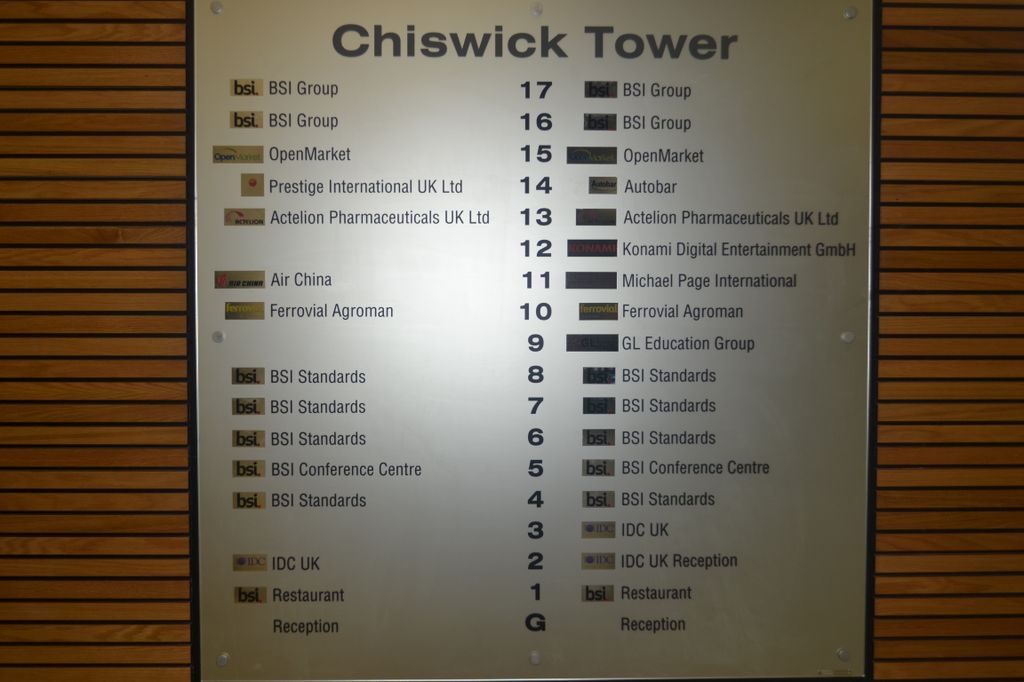 Chiswick Tower
bsi. BSI Group 17 bsi. BSI Group
bsi. BSI Group 16 bsi. BSI Group
OpenMarket OpenMarket 15 OpenMarket OpenMarket
Prestige International UK Ltd 14 Autobar Autobar
ACTELION Actelion Pharmaceuticals UK Ltd 13 Actelion Pharmaceuticals UK Ltd
12 KONAMI Konami Digital Entertainment GmbH
AIR CHINA Air China 11 Michael Page International
ferrovial Ferrovial Agroman 10 ferrovial Ferrovial Agroman
9 GL GL Education Group
bsi. BSI Standards 8 bsi. BSI Standards
bsi. BSI Standards 7 bsi. BSI Standards
bsi. BSI Standards 6 bsi. BSI Standards
bsi. BSI Conference Centre 5 bsi. BSI Conference Centre
bsi. BSI Standards 4 bsi. BSI Standards
3 IDC IDC UK
IDC IDC UK 2 IDC IDC UK Reception
bsi. Restaurant 1 bsi. Restaurant
Reception G Reception